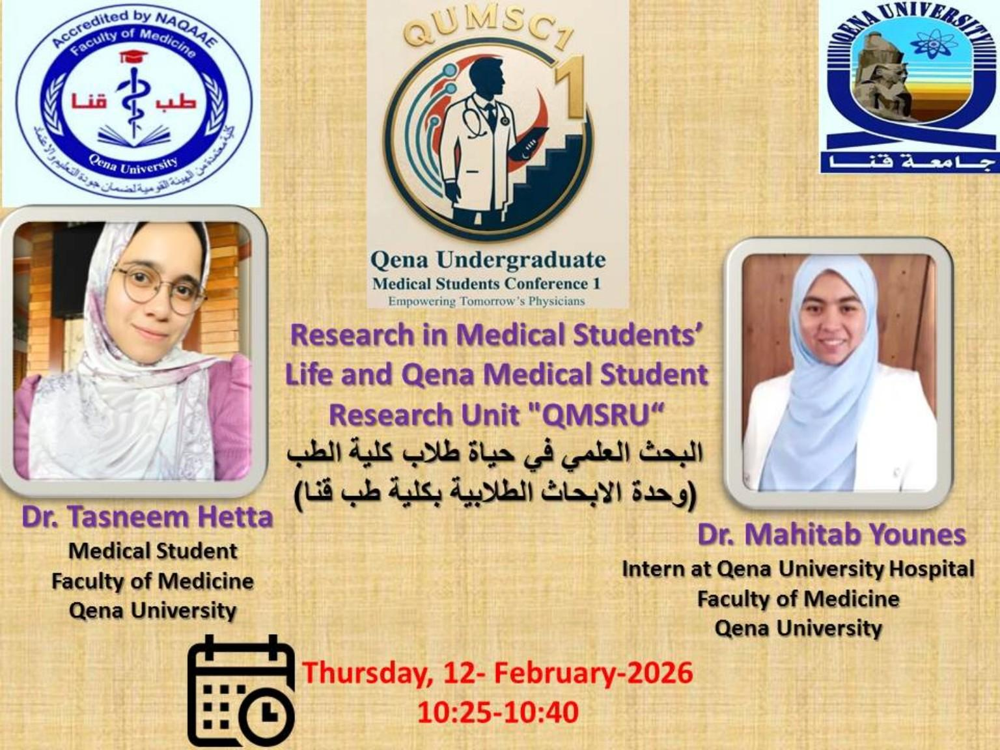 Accredited by NAQAAE
Faculty of Medicine
طب قنا
Qena University
كلية معتمدة من الهيئة القومية لضمان جودة التعليم والاعتماد
QUMSC1
1
Qena Undergraduate
Medical Students Conference 1
Empowering Tomorrow's Physicians
QENA UNIVERSITY
جامعة قنا
Research in Medical Students’
Life and Qena Medical Student
Research Unit "QMSRU“
البحث العلمي في حياة طلاب كلية الطب
(وحدة الابحاث الطلابية بكلية طب قنا)
Dr. Tasneem Hetta
Medical Student
Faculty of Medicine
Qena University
Dr. Mahitab Younes
Intern at Qena University Hospital
Faculty of Medicine
Qena University
Thursday, 12- February-2026
10:25-10:40